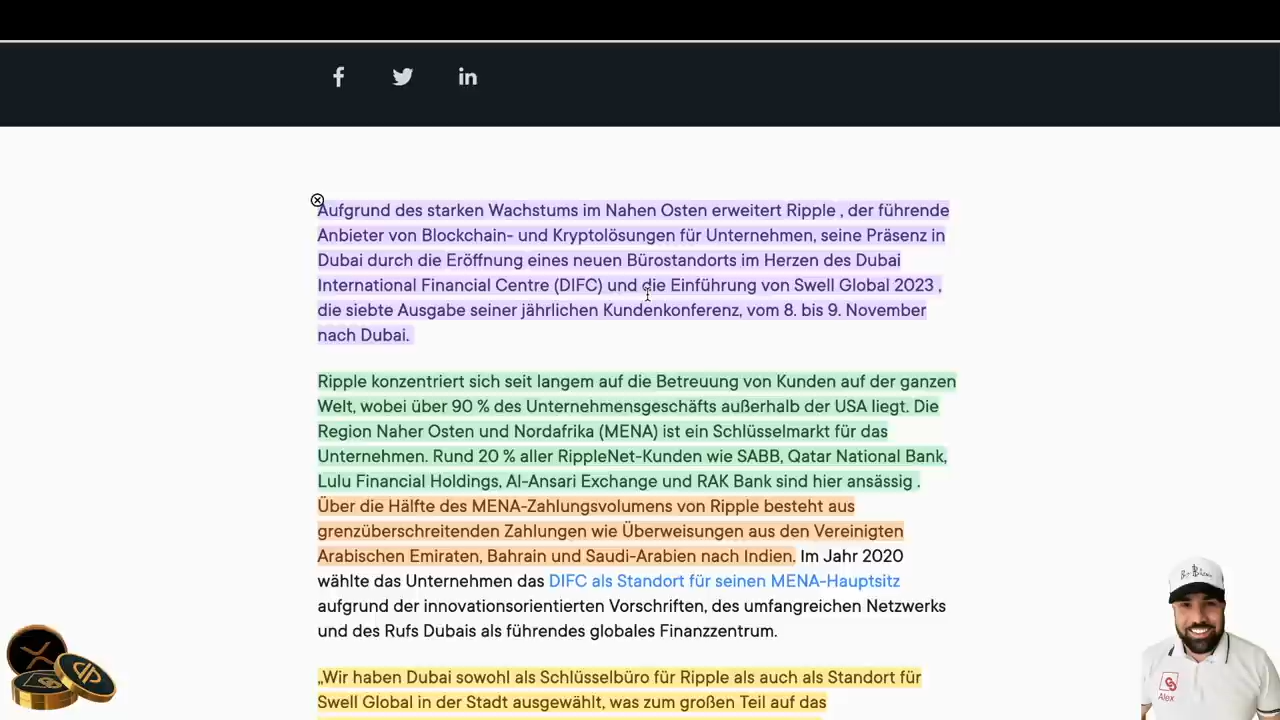 Aufgrund des starken Wachstums im Nahen Osten erweitert Ripple , der führende
Anbieter von Blockchain- und Kryptolösungen für Unternehmen, seine Präsenz in
Dubai durch die Eröffnung eines neuen Bürostandorts im Herzen des Dubai
International Financial Centre (DIFC) und die Einführung von Swell Global 2023 ,
die siebte Ausgabe seiner jährlichen Kundenkonferenz, vom 8. bis 9. November
nach Dubai.
Ripple konzentriert sich seit langem auf die Betreuung von Kunden auf der ganzen
Welt, wobei über 90 % des Unternehmensgeschäfts außerhalb der USA liegt. Die
Region Naher Osten und Nordafrika (MENA) ist ein Schlüsselmarkt für das
Unternehmen. Rund 20 % aller RippleNet-Kunden wie SABB, Qatar National Bank,
Lulu Financial Holdings, Al-Ansari Exchange und RAK Bank sind hier ansässig .
Über die Hälfte des MENA-Zahlungsvolumens von Ripple besteht aus
grenzüberschreitenden Zahlungen wie Überweisungen aus den Vereinigten
Arabischen Emiraten, Bahrain und Saudi-Arabien nach Indien. Im Jahr 2020
wählte das Unternehmen das DIFC als Standort für seinen MENA-Hauptsitz
aufgrund der innovationsorientierten Vorschriften, des umfangreichen Netzwerks
und des Rufs Dubais als führendes globales Finanzzentrum.
„Wir haben Dubai sowohl als Schlüsselbüro für Ripple als auch als Standort für
Swell Global in der Stadt ausgewählt, was zum großen Teil auf das
Alex